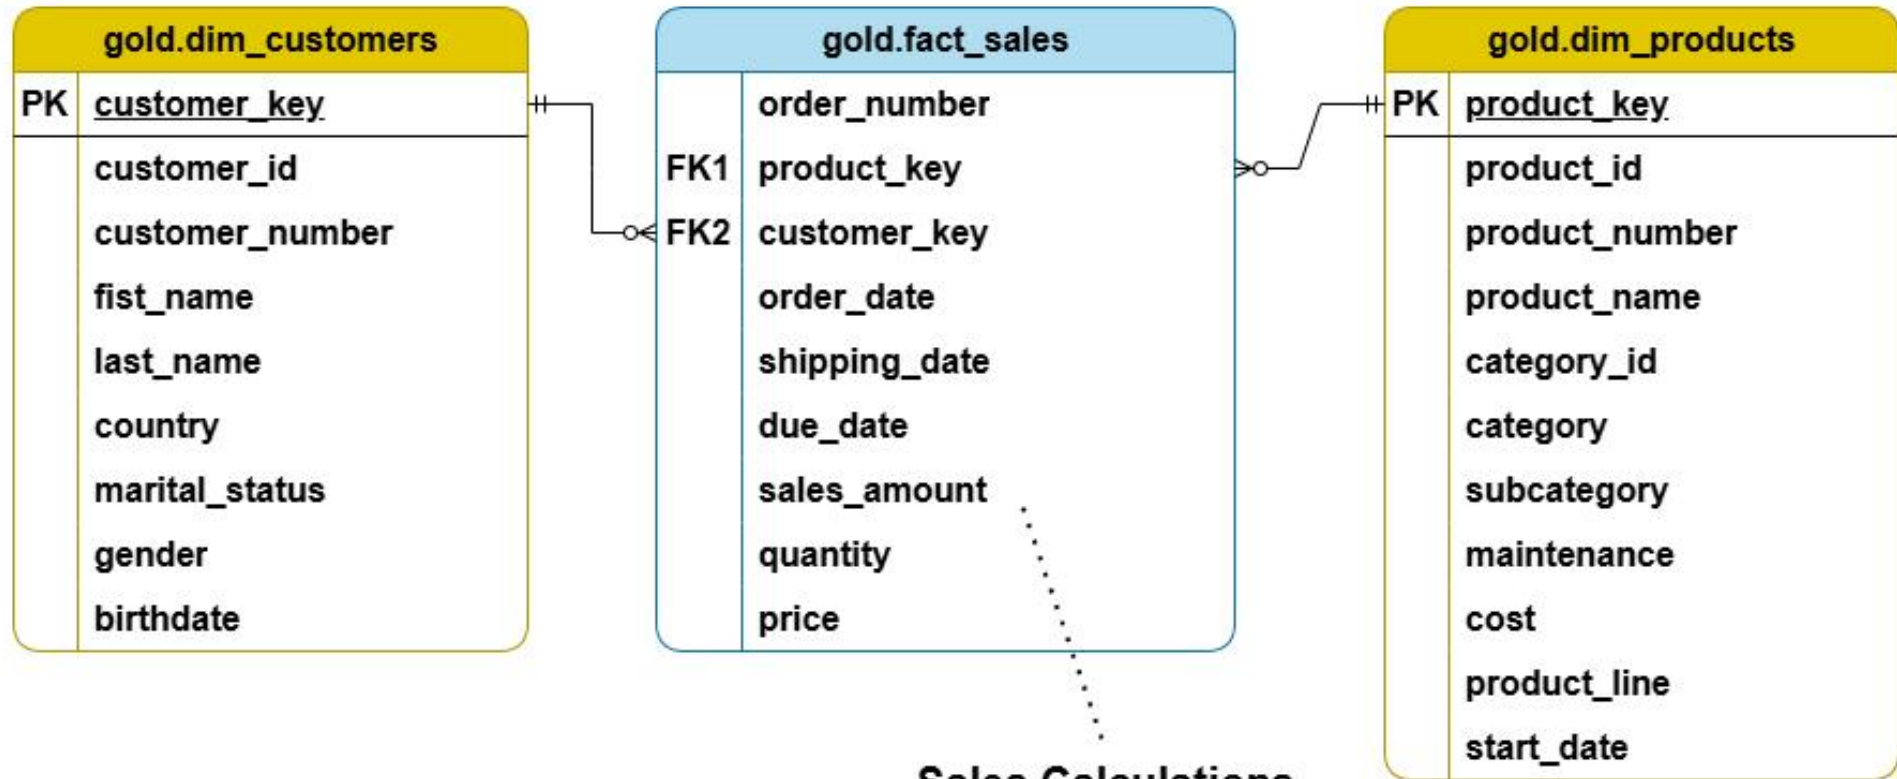 gold.dim_customers
PK customer_key
customer_id
customer_number
fist_name
last_name
country
marital_status
gender
birthdate
gold.fact_sales
order_number
FK1 product_key
FK2 customer_key
order_date
shipping_date
due_date
sales_amount
quantity
price
gold.dim_products
PK product_key
product_id
product_number
product_name
category_id
category
subcategory
maintenance
cost
product_line
start_date
Sales Calculations